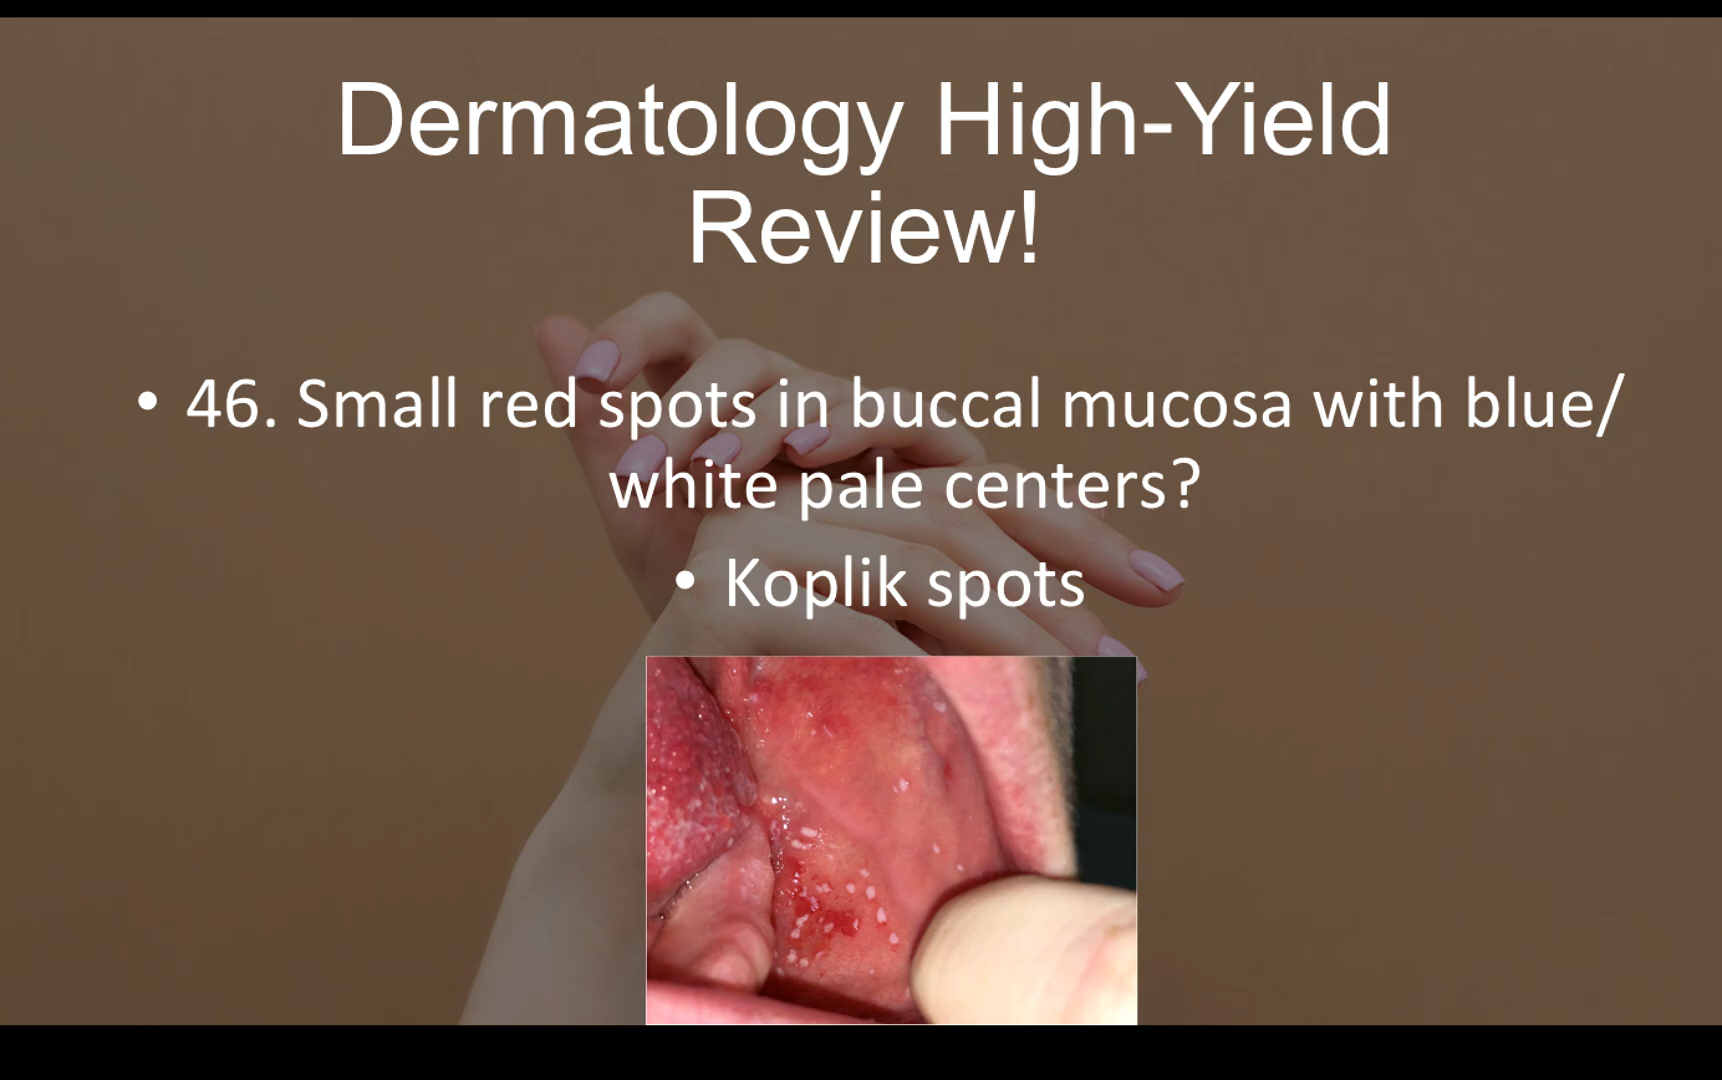 Dermatology High-Yield
Review!
• 46. Small red spots in buccal mucosa with blue/
white pale centers?
• Koplik spots